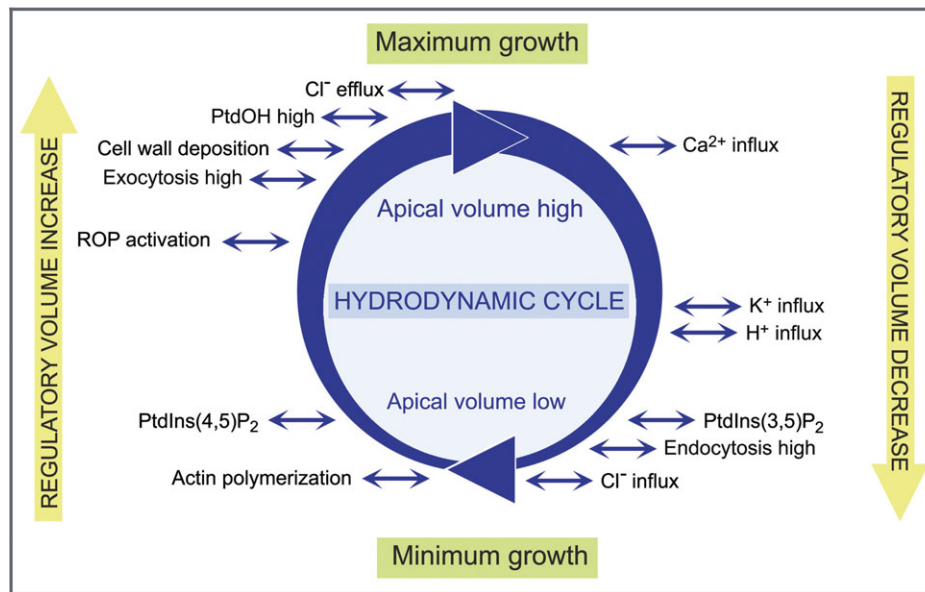 Maximum growth
REGULATORY VOLUME INCREASE
REGULATORY VOLUME DECREASE
Cl⁻ efflux
PtdOH high
Cell wall deposition
Exocytosis high
ROP activation
PtdIns(4,5)P₂
Actin polymerization
Apical volume high
HYDRODYNAMIC CYCLE
Apical volume low
Ca²⁺ influx
K⁺ influx
H⁺ influx
PtdIns(3,5)P₂
Endocytosis high
Cl⁻ influx
Minimum growth